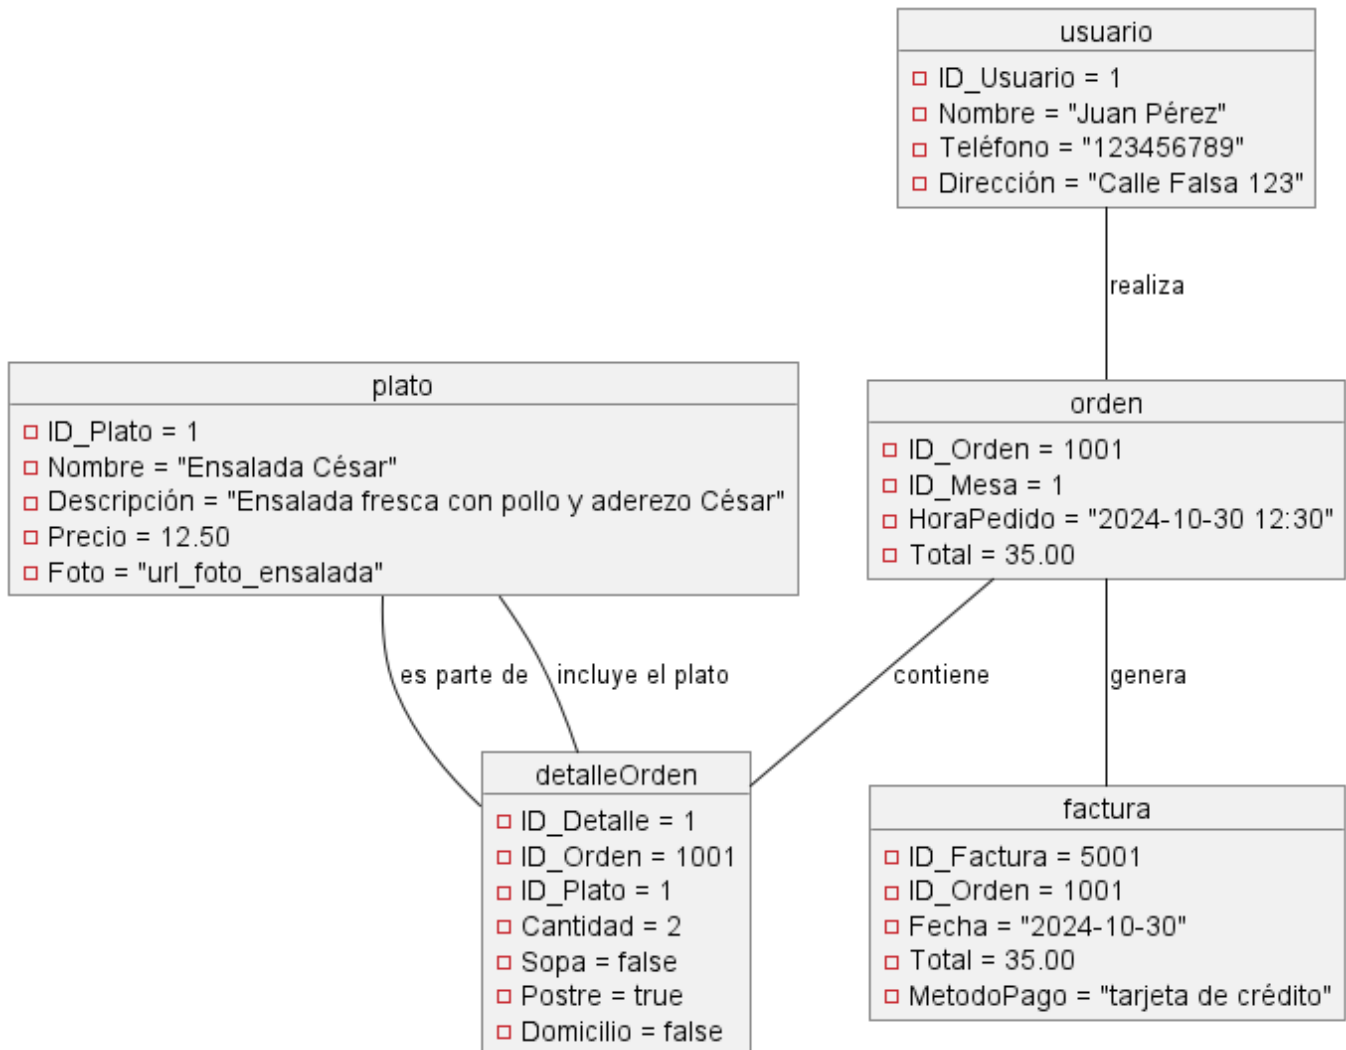 usuario
ID_Usuario = 1
Nombre = "Juan Pérez"
Teléfono = "123456789"
Dirección = "Calle Falsa 123"
realiza
plato
ID_Plato = 1
Nombre = "Ensalada César"
Descripción = "Ensalada fresca con pollo y aderezo César"
Precio = 12.50
Foto = "url_foto_ensalada"
orden
ID_Orden = 1001
ID_Mesa = 1
HoraPedido = "2024-10-30 12:30"
Total = 35.00
es parte de
incluye el plato
contiene
genera
detalleOrden
ID_Detalle = 1
ID_Orden = 1001
ID_Plato = 1
Cantidad = 2
Sopa = false
Postre = true
Domicilio = false
factura
ID_Factura = 5001
ID_Orden = 1001
Fecha = "2024-10-30"
Total = 35.00
MetodoPago = "tarjeta de crédito"